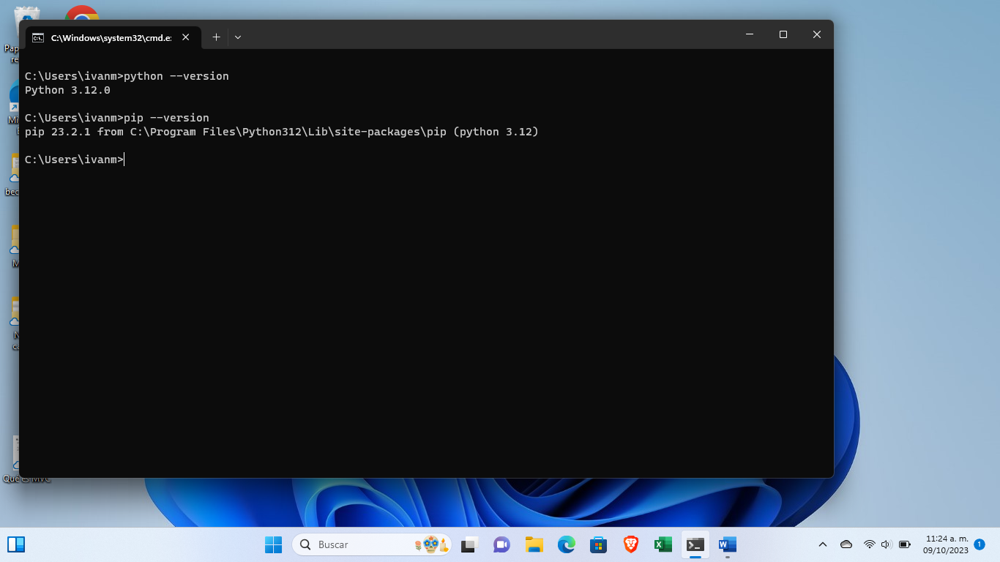 C:\Windows\system32\cmd.e:
C:\Users\ivanm>python --version
Python 3.12.0
C:\Users\ivanm>pip --version
pip 23.2.1 from C:\Program Files\Python312\Lib\site-packages\pip (python 3.12)
C:\Users\ivanm>
Pap
re
Mi
bec
M
N
ca
Qué es MVC
Buscar
11:24 a. m.
09/10/2023
1